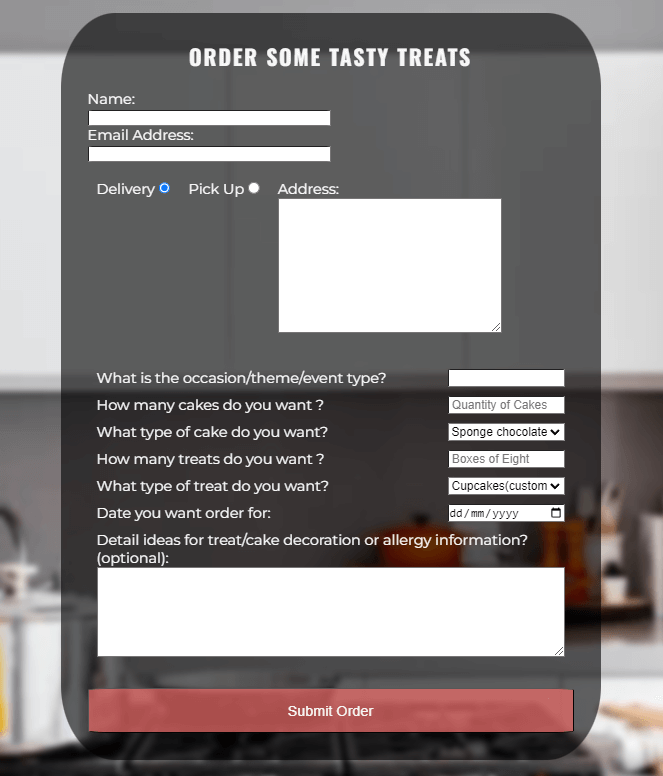 ORDER SOME TASTY TREATS
Name:
Email Address:
Delivery Pick Up Address:
What is the occasion/theme/event type?
How many cakes do you want ? Quantity of Cakes
What type of cake do you want? Sponge chocolate
How many treats do you want ? Boxes of Eight
What type of treat do you want? Cupcakes(custom
Date you want order for: dd/mm/yyyy
Detail ideas for treat/cake decoration or allergy information?
(optional):
Submit Order